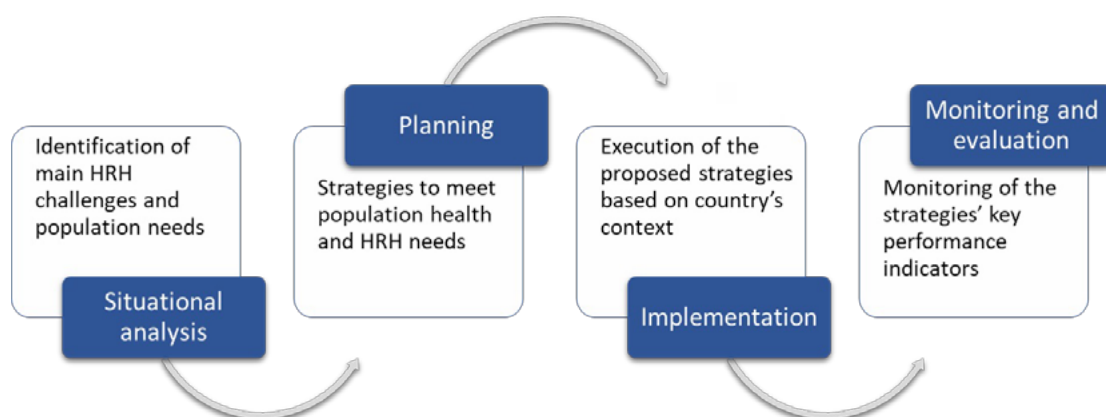 Identification of
main HRH
challenges and
population needs
Situational
analysis
Planning
Strategies to meet
population health
and HRH needs
Execution of the
proposed strategies
based on country's
context
Implementation
Monitoring and
evaluation
Monitoring of the
strategies' key
performance
indicators